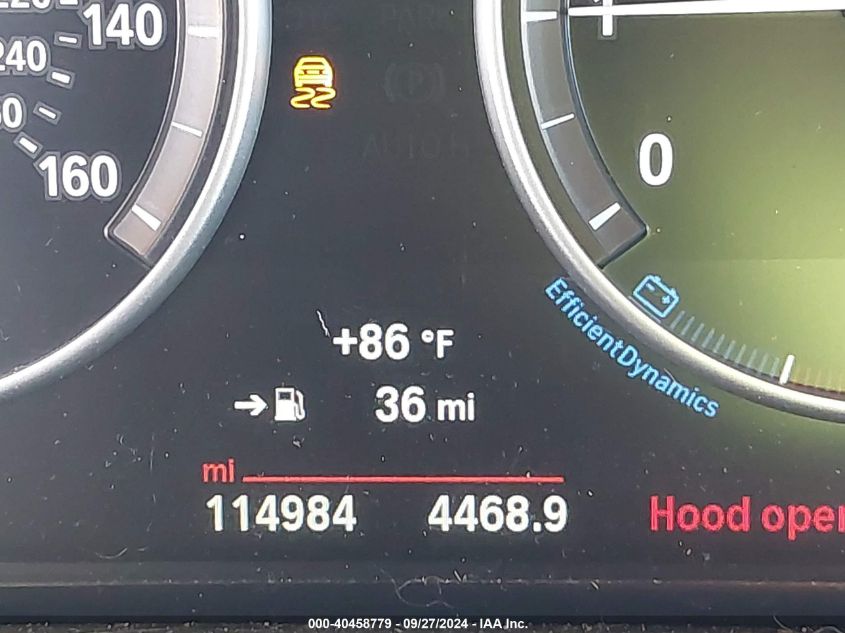 140
240
160
0
+86 °F
36 mi
EfficientDynamics
mi
114984 4468.9
Hood open
000-40458779 - 09/27/2024 - IAA Inc.